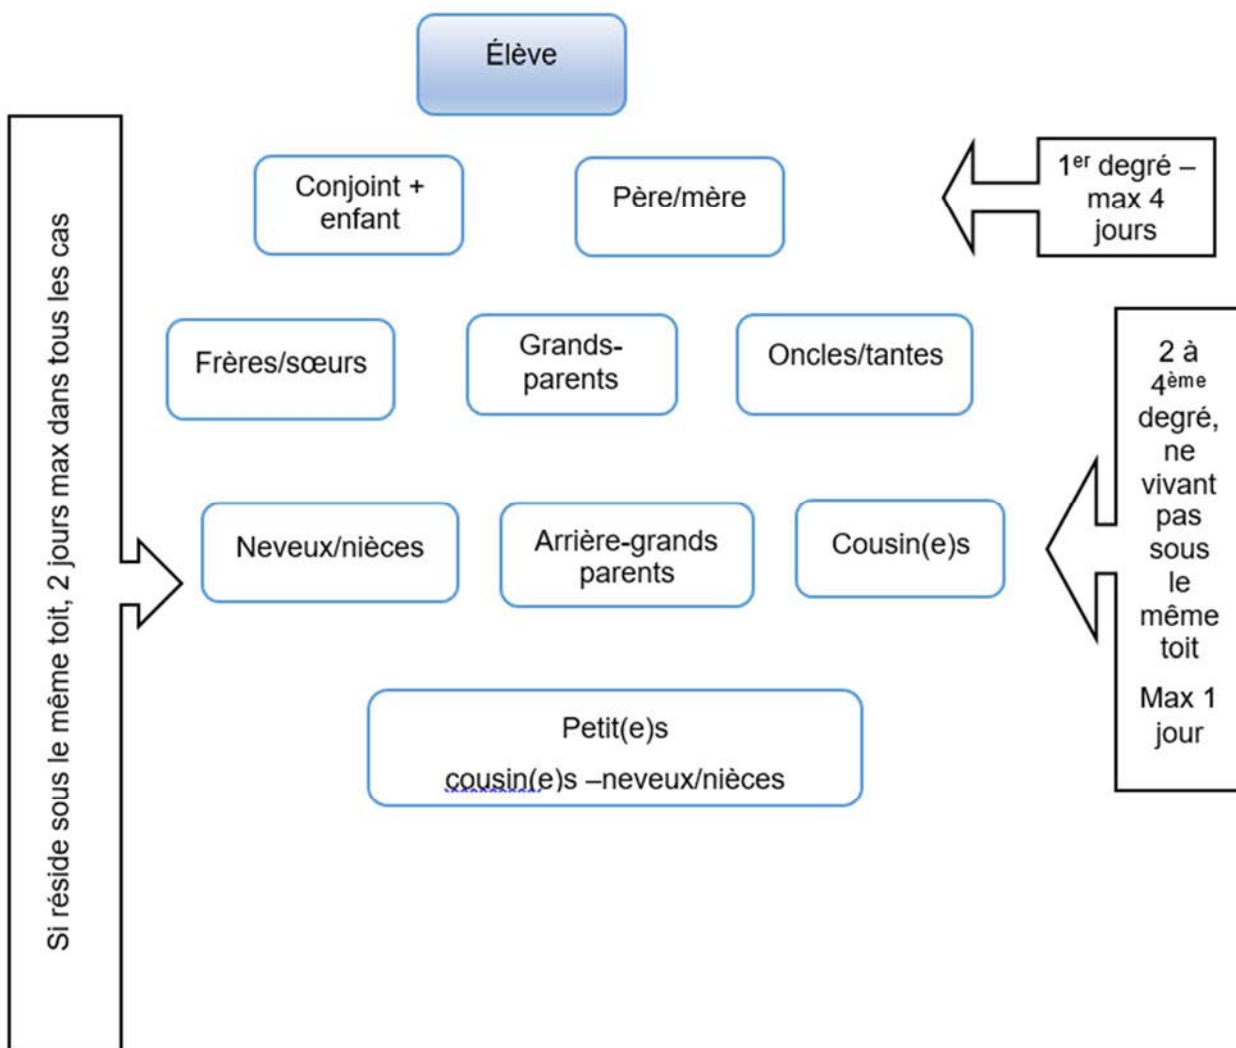 Élève
Si réside sous le même toit, 2 jours max dans tous les cas
Conjoint +
enfant
Père/mère
1er degré –
max 4
jours
Frères/sœurs
Grands-
parents
Oncles/tantes
2 à
4ème
degré,
ne
vivant
pas
sous
le
même
toit
Max 1
jour
Neveux/nièces
Arrière-grands
parents
Cousin(e)s
Petit(e)s
cousin(e)s –neveux/nièces